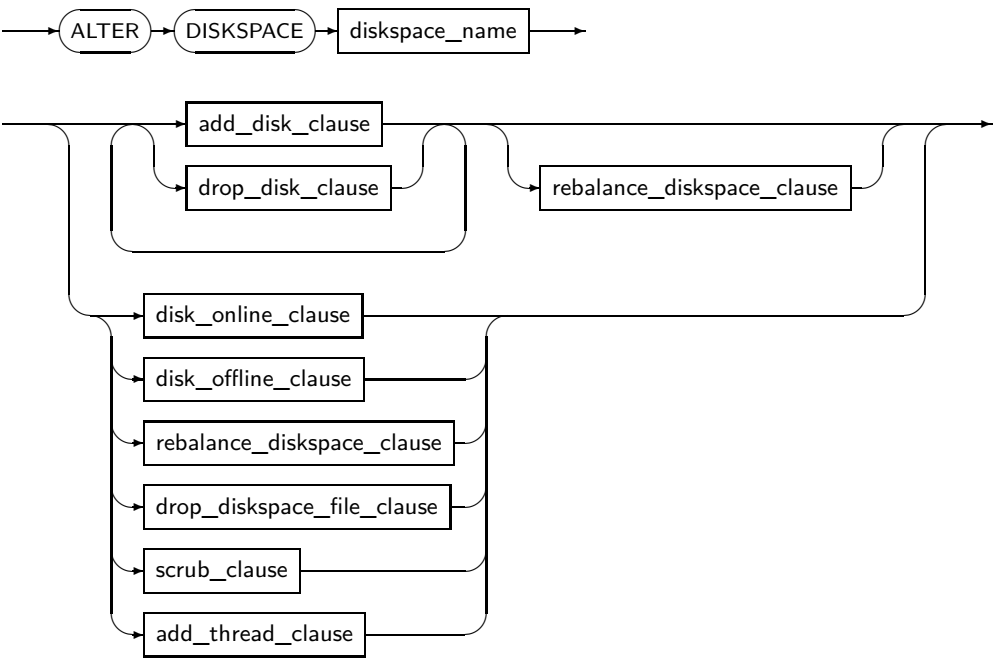 ALTER DISKSPACE diskspace_name
add_disk_clause
drop_disk_clause rebalance_diskspace_clause
disk_online_clause
disk_offline_clause
rebalance_diskspace_clause
drop_diskspace_file_clause
scrub_clause
add_thread_clause